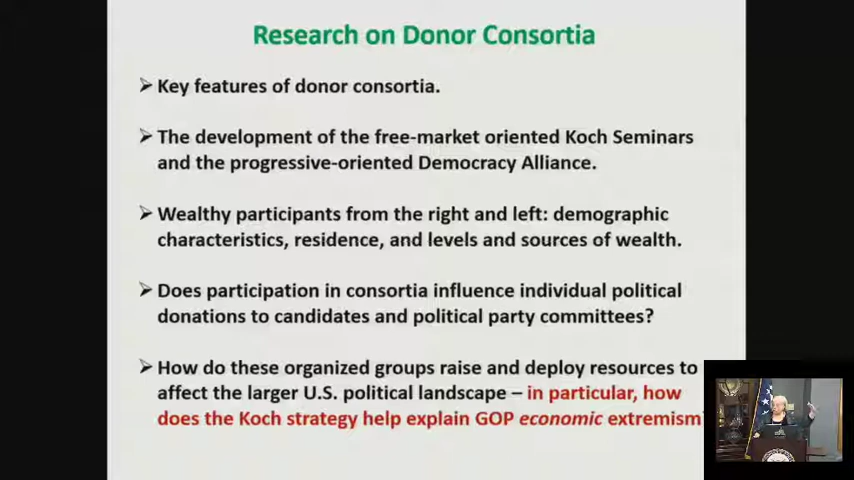 Research on Donor Consortia
➢ Key features of donor consortia.
➢ The development of the free-market oriented Koch Seminars
and the progressive-oriented Democracy Alliance.
➢ Wealthy participants from the right and left: demographic
characteristics, residence, and levels and sources of wealth.
➢ Does participation in consortia influence individual political
donations to candidates and political party committees?
➢ How do these organized groups raise and deploy resources to
affect the larger U.S. political landscape – in particular, how
does the Koch strategy help explain GOP economic extremism?